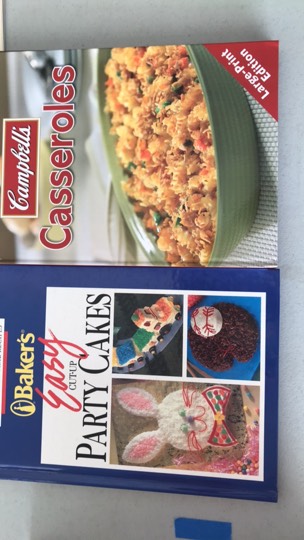 Campbell's
Casseroles
Large-Print
Edition
Baker's
Easy
CUT-UP
PARTY CAKES